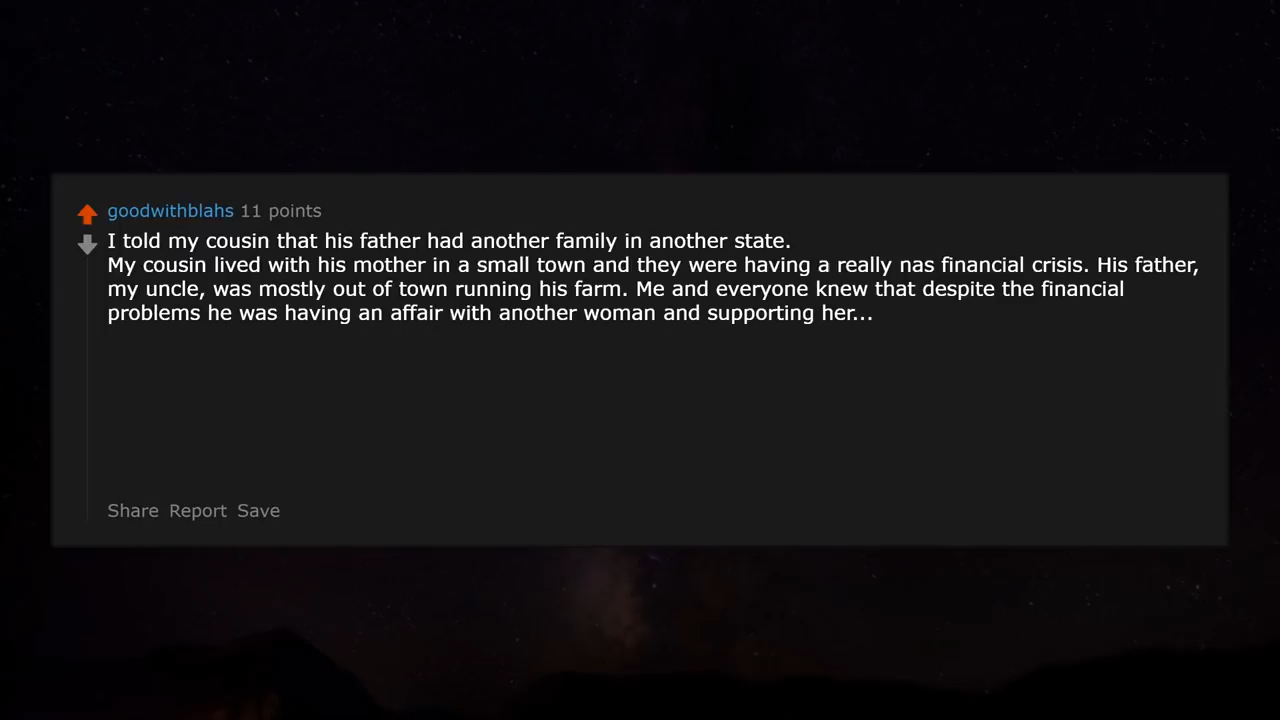 goodwithblahs 11 points
I told my cousin that his father had another family in another state.
My cousin lived with his mother in a small town and they were having a really nas financial crisis. His father,
my uncle, was mostly out of town running his farm. Me and everyone knew that despite the financial
problems he was having an affair with another woman and supporting her...
Share Report Save